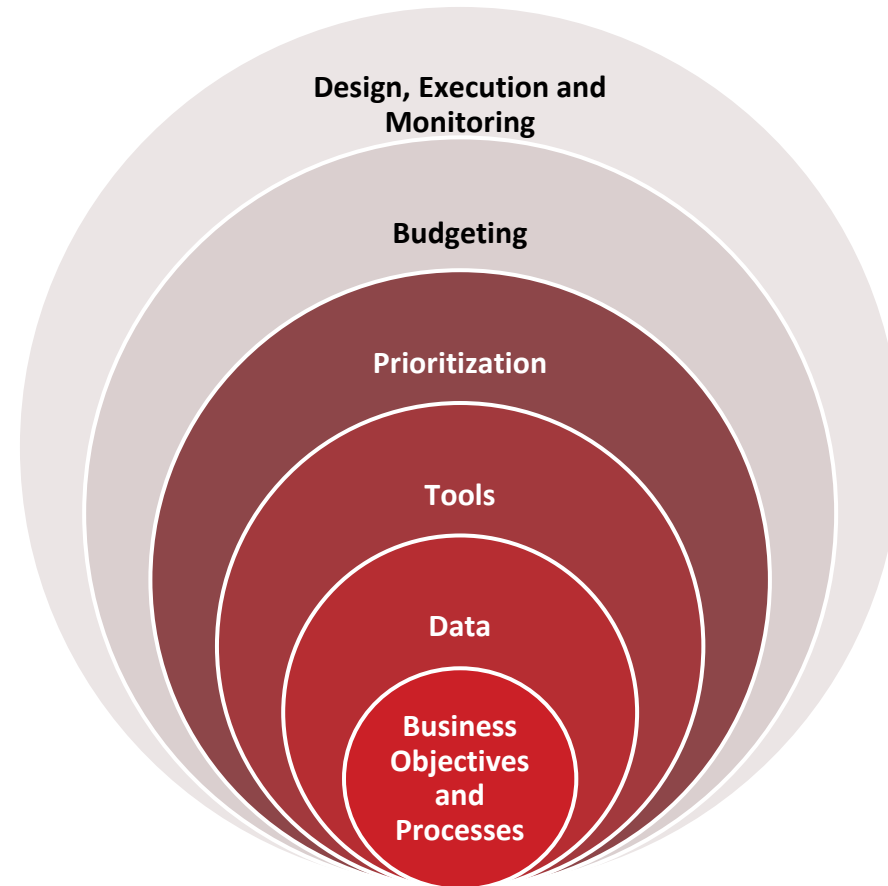 Design, Execution and
Monitoring
Budgeting
Prioritization
Tools
Data
Business
Objectives
and
Processes